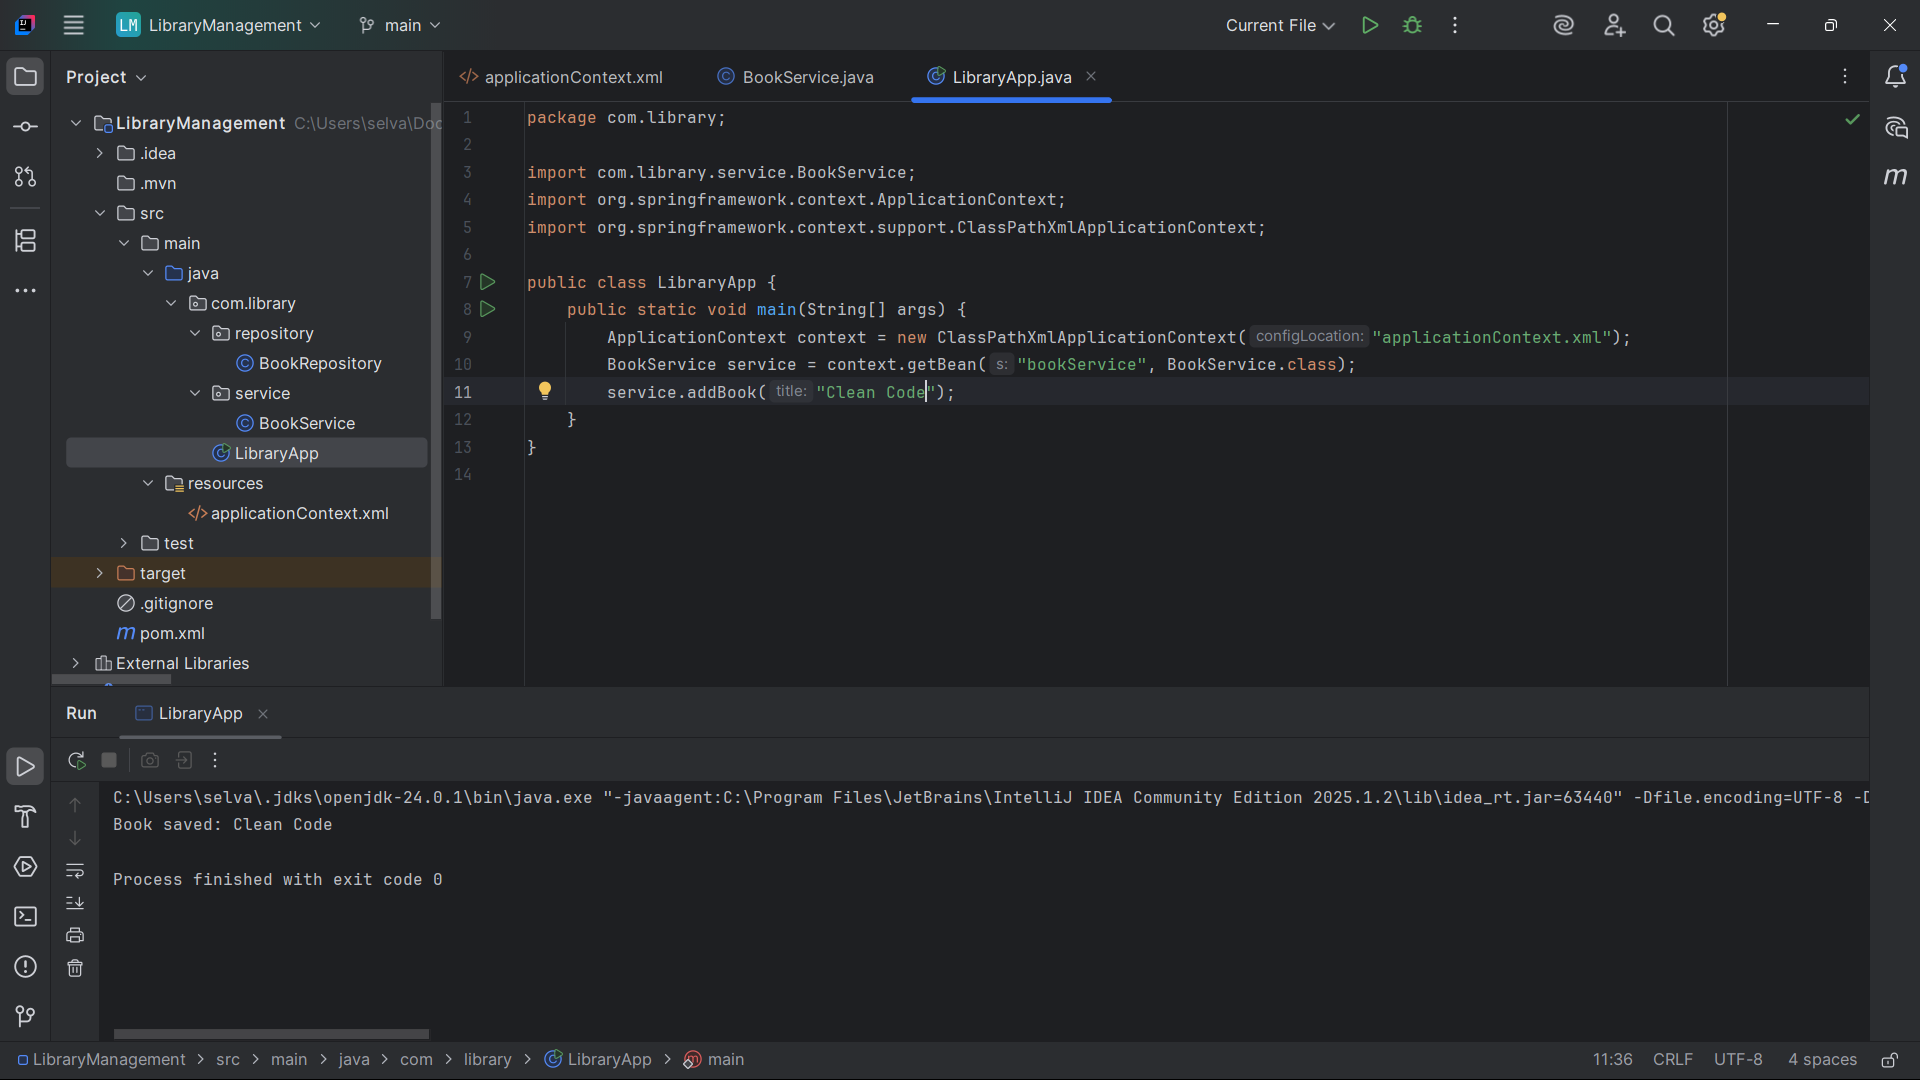 LM LibraryManagement main Current File
Project
applicationContext.xml BookService.java LibraryApp.java
LibraryManagement C:\Users\selva\Doc
.idea
.mvn
src
main
java
com.library
repository
BookRepository
service
BookService
LibraryApp
resources
applicationContext.xml
test
target
.gitignore
m pom.xml
External Libraries
m
1 package com.library;
2
3 import com.library.service.BookService;
4 import org.springframework.context.ApplicationContext;
5 import org.springframework.context.support.ClassPathXmlApplicationContext;
6
7 public class LibraryApp {
8 public static void main(String[] args) {
9 ApplicationContext context = new ClassPathXmlApplicationContext( configLocation: "applicationContext.xml");
10 BookService service = context.getBean( s: "bookService", BookService.class);
11 service.addBook( title: "Clean Code");
12 }
13 }
14
Run LibraryApp
C:\Users\selva\.jdks\openjdk-24.0.1\bin\java.exe "-javaagent:C:\Program Files\JetBrains\IntelliJ IDEA Community Edition 2025.1.2\lib\idea_rt.jar=63440" -Dfile.encoding=UTF-8 -D
Book saved: Clean Code
Process finished with exit code 0
LibraryManagement > src > main > java > com > library > LibraryApp > main 11:36 CRLF UTF-8 4 spaces